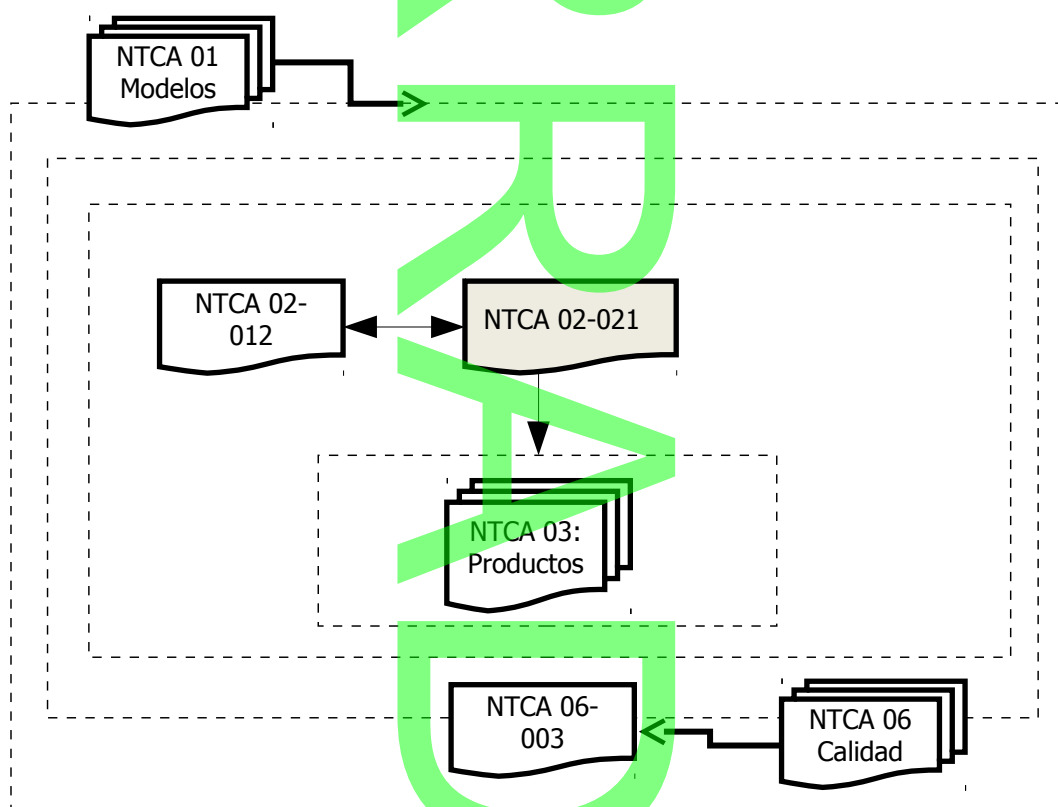 NTCA 01
Modelos
NTCA 02-
012
NTCA 02-021
NTCA 03:
Productos
NTCA 06-
003
NTCA 06
Calidad